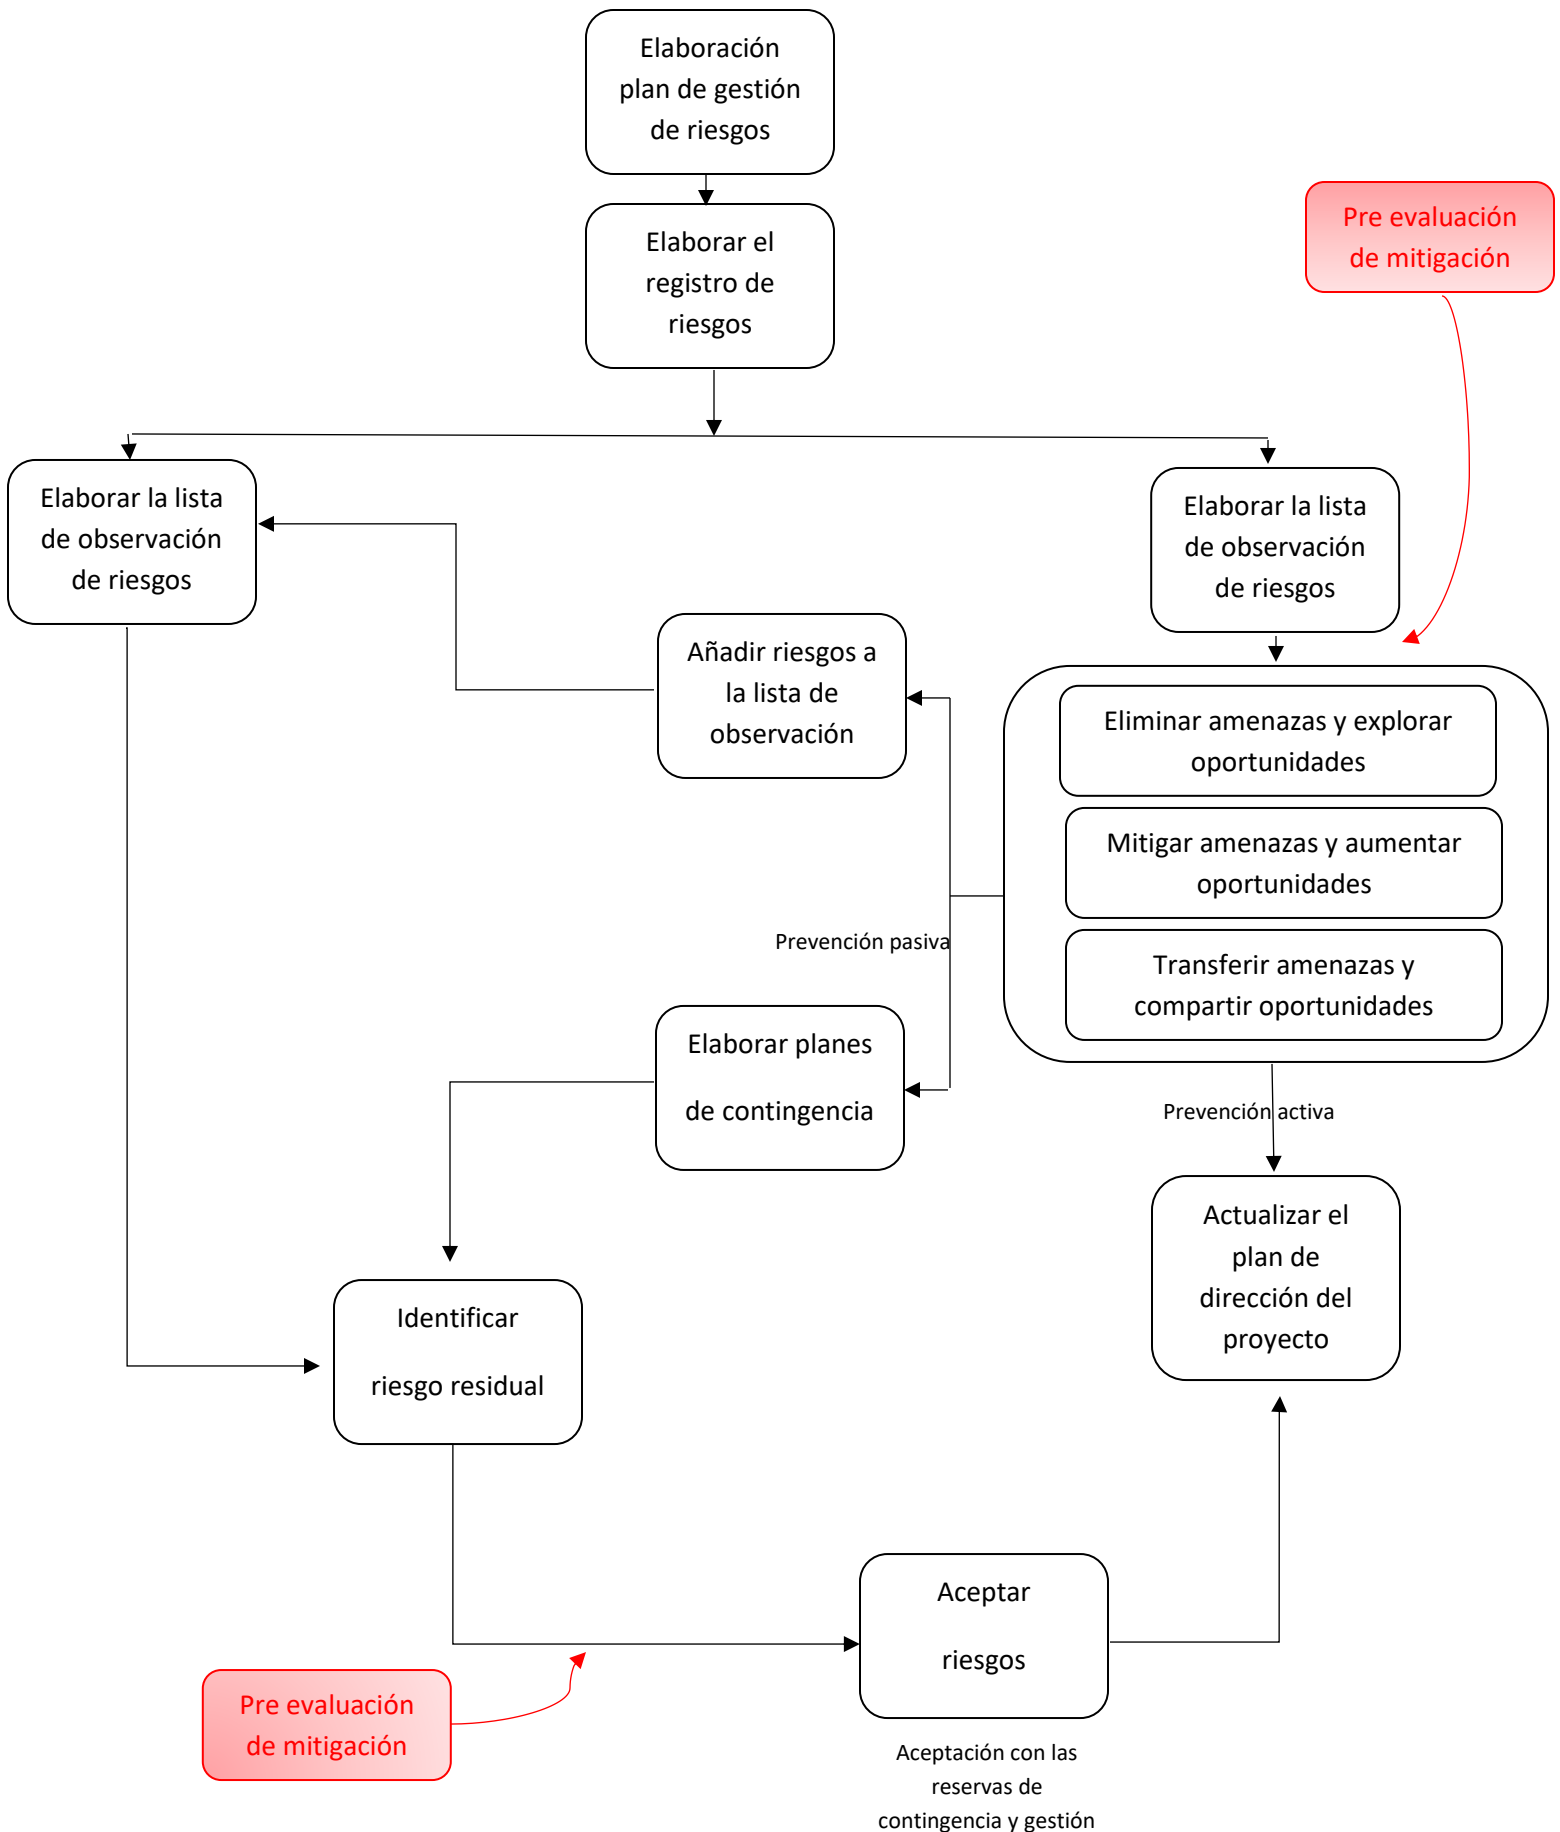 Elaboración
plan de gestión
de riesgos
Elaborar el
registro de
riesgos
Pre evaluación
de mitigación
Elaborar la lista
de observación
de riesgos
Elaborar la lista
de observación
de riesgos
Añadir riesgos a
la lista de
observación
Eliminar amenazas y explorar
oportunidades
Mitigar amenazas y aumentar
oportunidades
Transferir amenazas y
compartir oportunidades
Prevención pasiva
Elaborar planes
de contingencia
Prevención activa
Actualizar el
plan de
dirección del
proyecto
Identificar
riesgo residual
Aceptar
riesgos
Pre evaluación
de mitigación
Aceptación con las
reservas de
contingencia y gestión